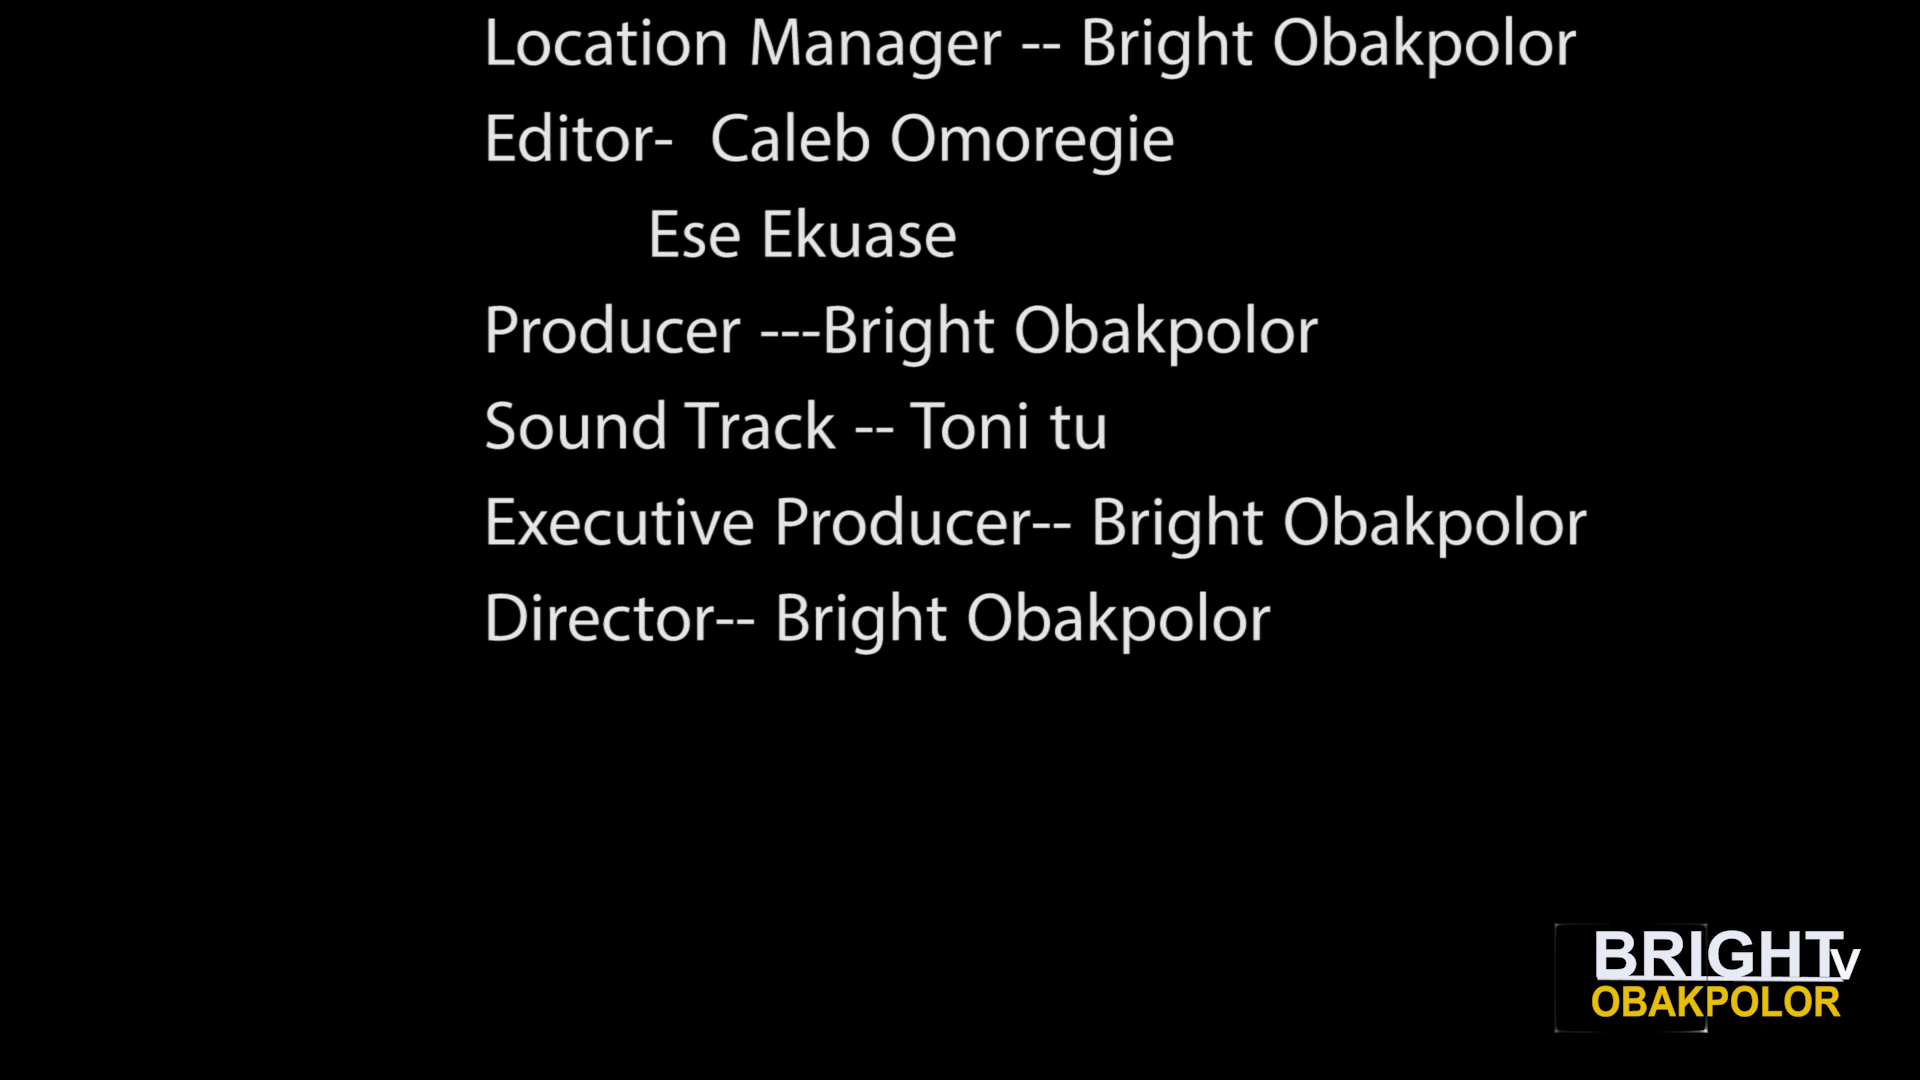 Location Manager -- Bright Obakpolor
Editor-  Caleb Omoregie
Ese Ekuase
Producer ---Bright Obakpolor
Sound Track -- Toni tu
Executive Producer-- Bright Obakpolor
Director-- Bright Obakpolor
BRIGHTv
OBAKPOLOR